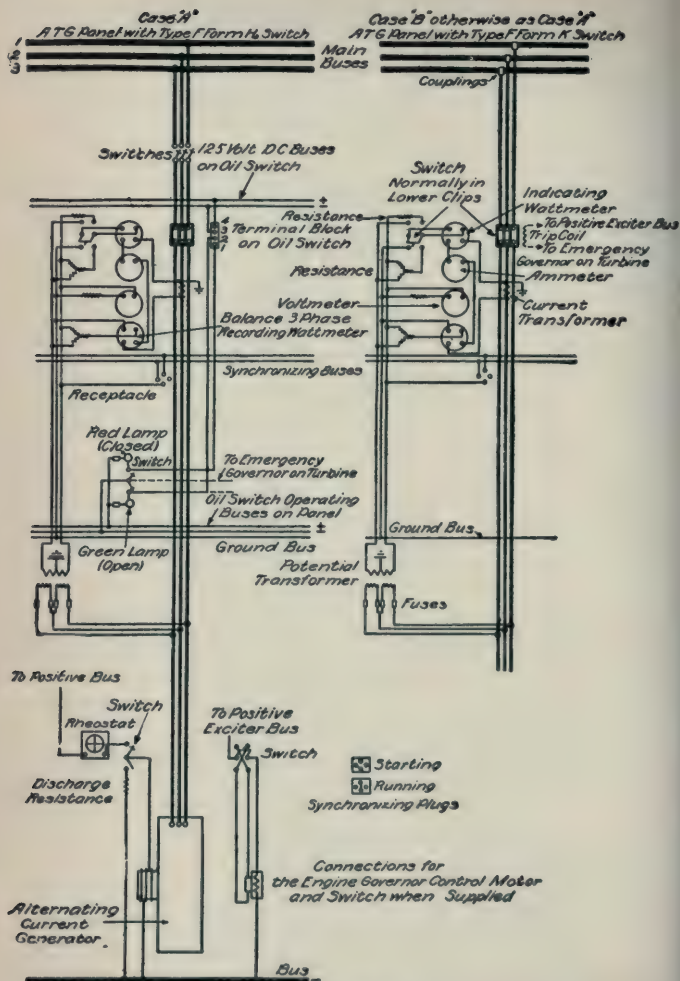 Case "A"
ATG Panel with Type F Form H₂ Switch
Case "B" otherwise as Case "A"
ATG Panel with Type F Form K Switch
1
2
3
Main
Buses
Couplings
Switches
125 Volt DC Buses
on Oil Switch
±
4
3
2
1
Terminal Block
on Oil Switch
Balance 3 Phase
Recording Wattmeter
Synchronizing Buses
Receptacle
Red Lamp
(Closed)
Switch
To Emergency
Governor on Turbine
Oil Switch Operating
Buses on Panel
±
Ground Bus
Green Lamp
(Open)
Switch
Normally in
Lower Clips
Indicating
Wattmeter
Resistance
To Positive Exciter Bus
Trip Coil
To Emergency
Governor on Turbine
Resistance
Ammeter
Voltmeter
Current
Transformer
Ground Bus
Potential
Transformer
Fuses
To Positive Bus
Switch
Rheostat
Discharge
Resistance
To Positive
Exciter Bus
Switch
Starting
Running
Synchronizing Plugs
Connections for
the Engine Governor Control Motor
and Switch when Supplied
Alternating
Current
Generator.
Bus